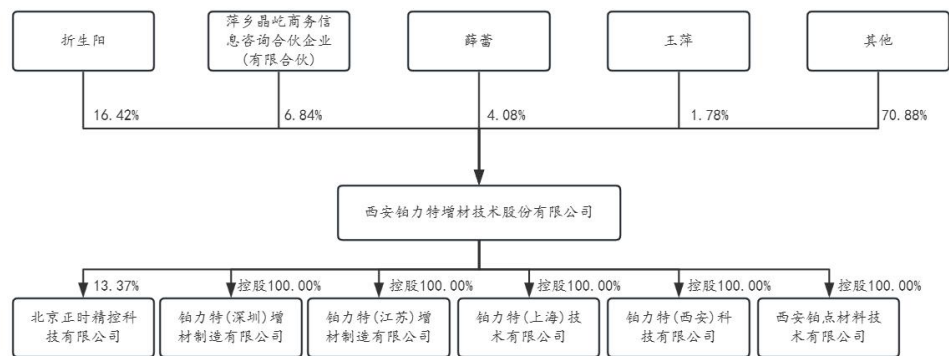 折生阳
萍乡晶屹商务信
息咨询合伙企业
(有限合伙)
薛蕾
王萍
其他
16.42%
6.84%
4.08%
1.78%
70.88%
西安铂力特增材技术股份有限公司
13.37%
控股100.00%
控股100.00%
控股100.00%
控股100.00%
控股100.00%
北京正时精控科
技有限公司
铂力特(深圳)增
材制造有限公司
铂力特(江苏)增
材制造有限公司
铂力特(上海)技
术有限公司
铂力特(西安)科
技有限公司
西安铂点材料技
术有限公司